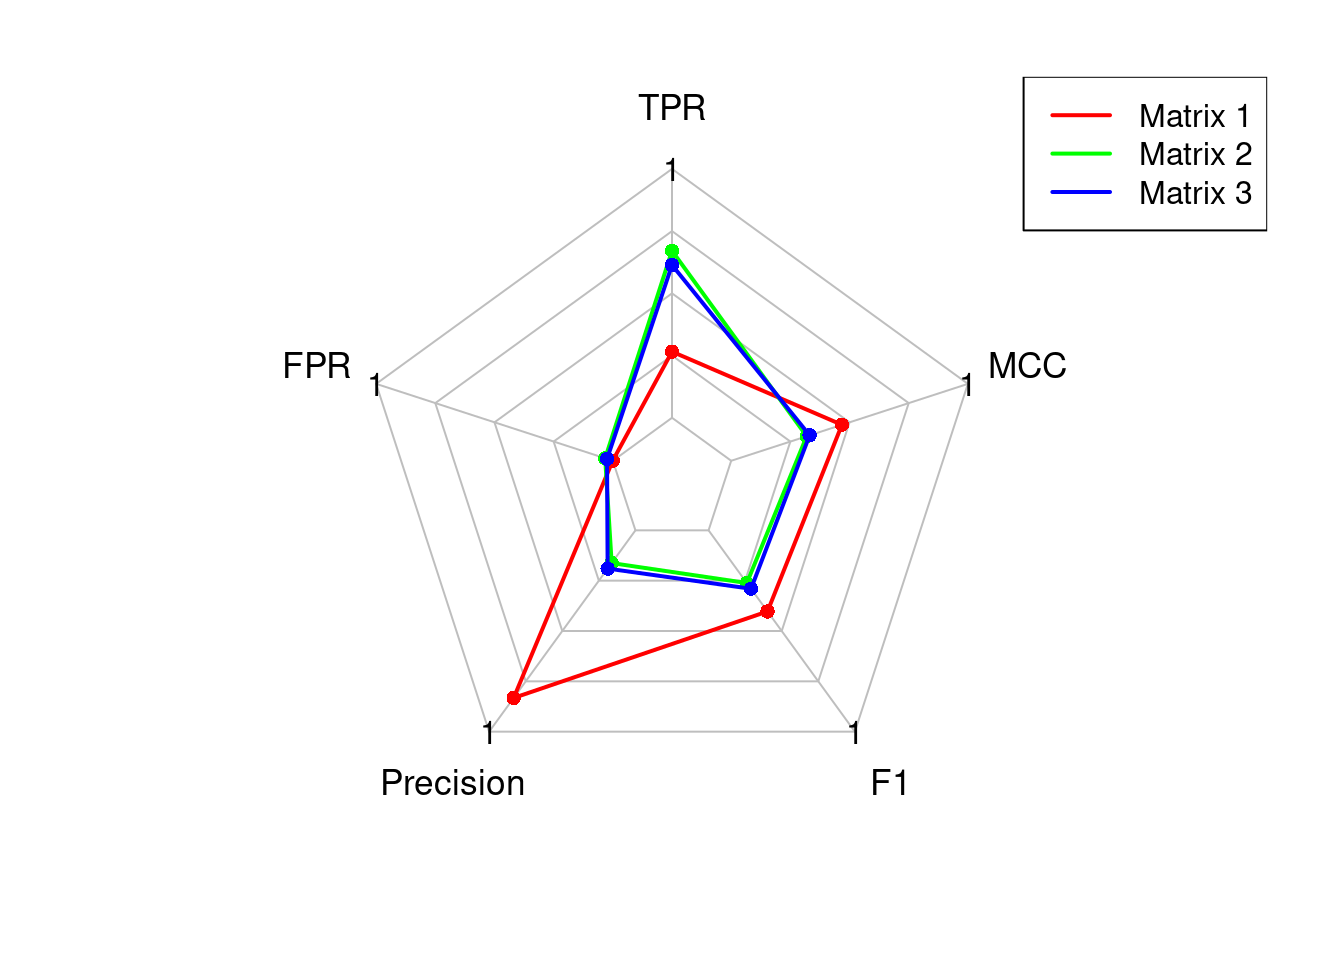 TPR
1
Matrix 1
Matrix 2
Matrix 3
FPR
1
1
MCC
1
1
Precision
F1